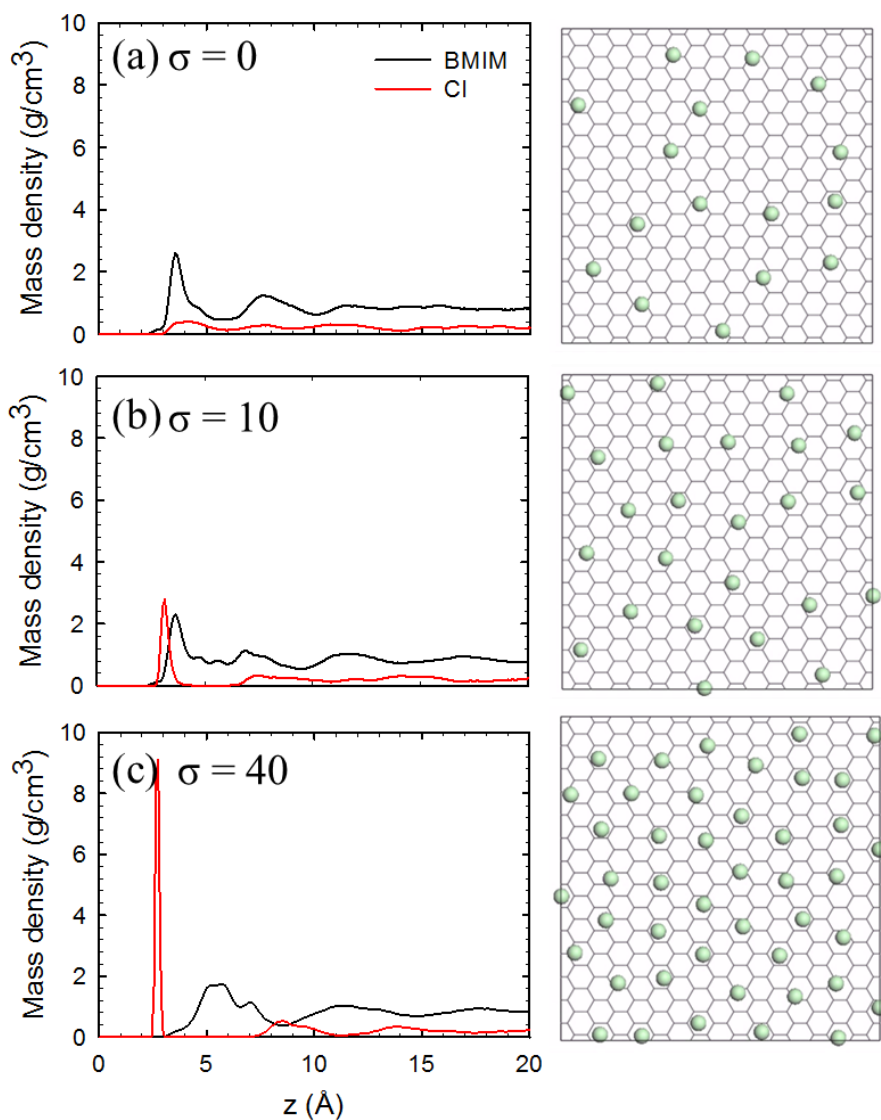 10
(a) σ = 0
BMIM
Cl
8
6
4
2
0
Mass density (g/cm³)
10
(b) σ = 10
8
6
4
2
0
Mass density (g/cm³)
10
(c) σ = 40
8
6
4
2
0
Mass density (g/cm³)
0 5 10 15 20
z (Å)